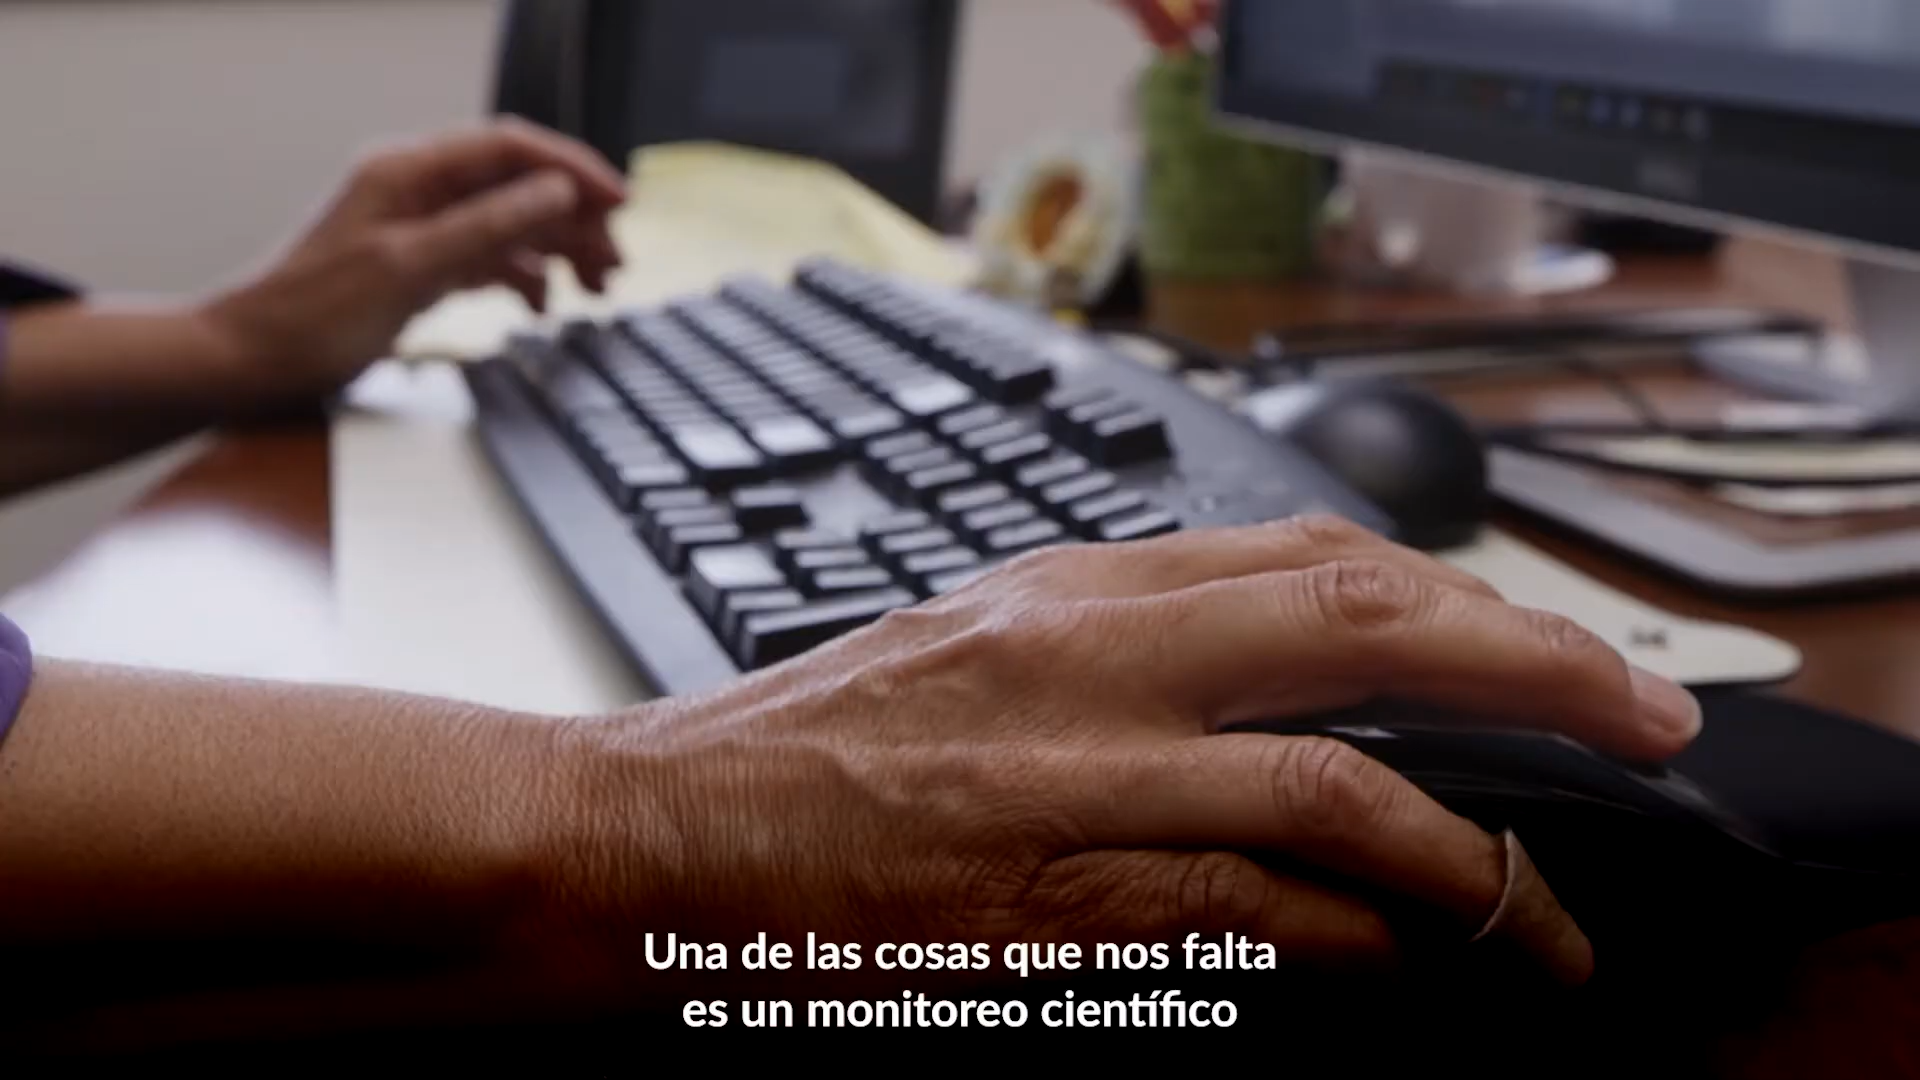 Una de las cosas que nos falta
es un monitoreo científico